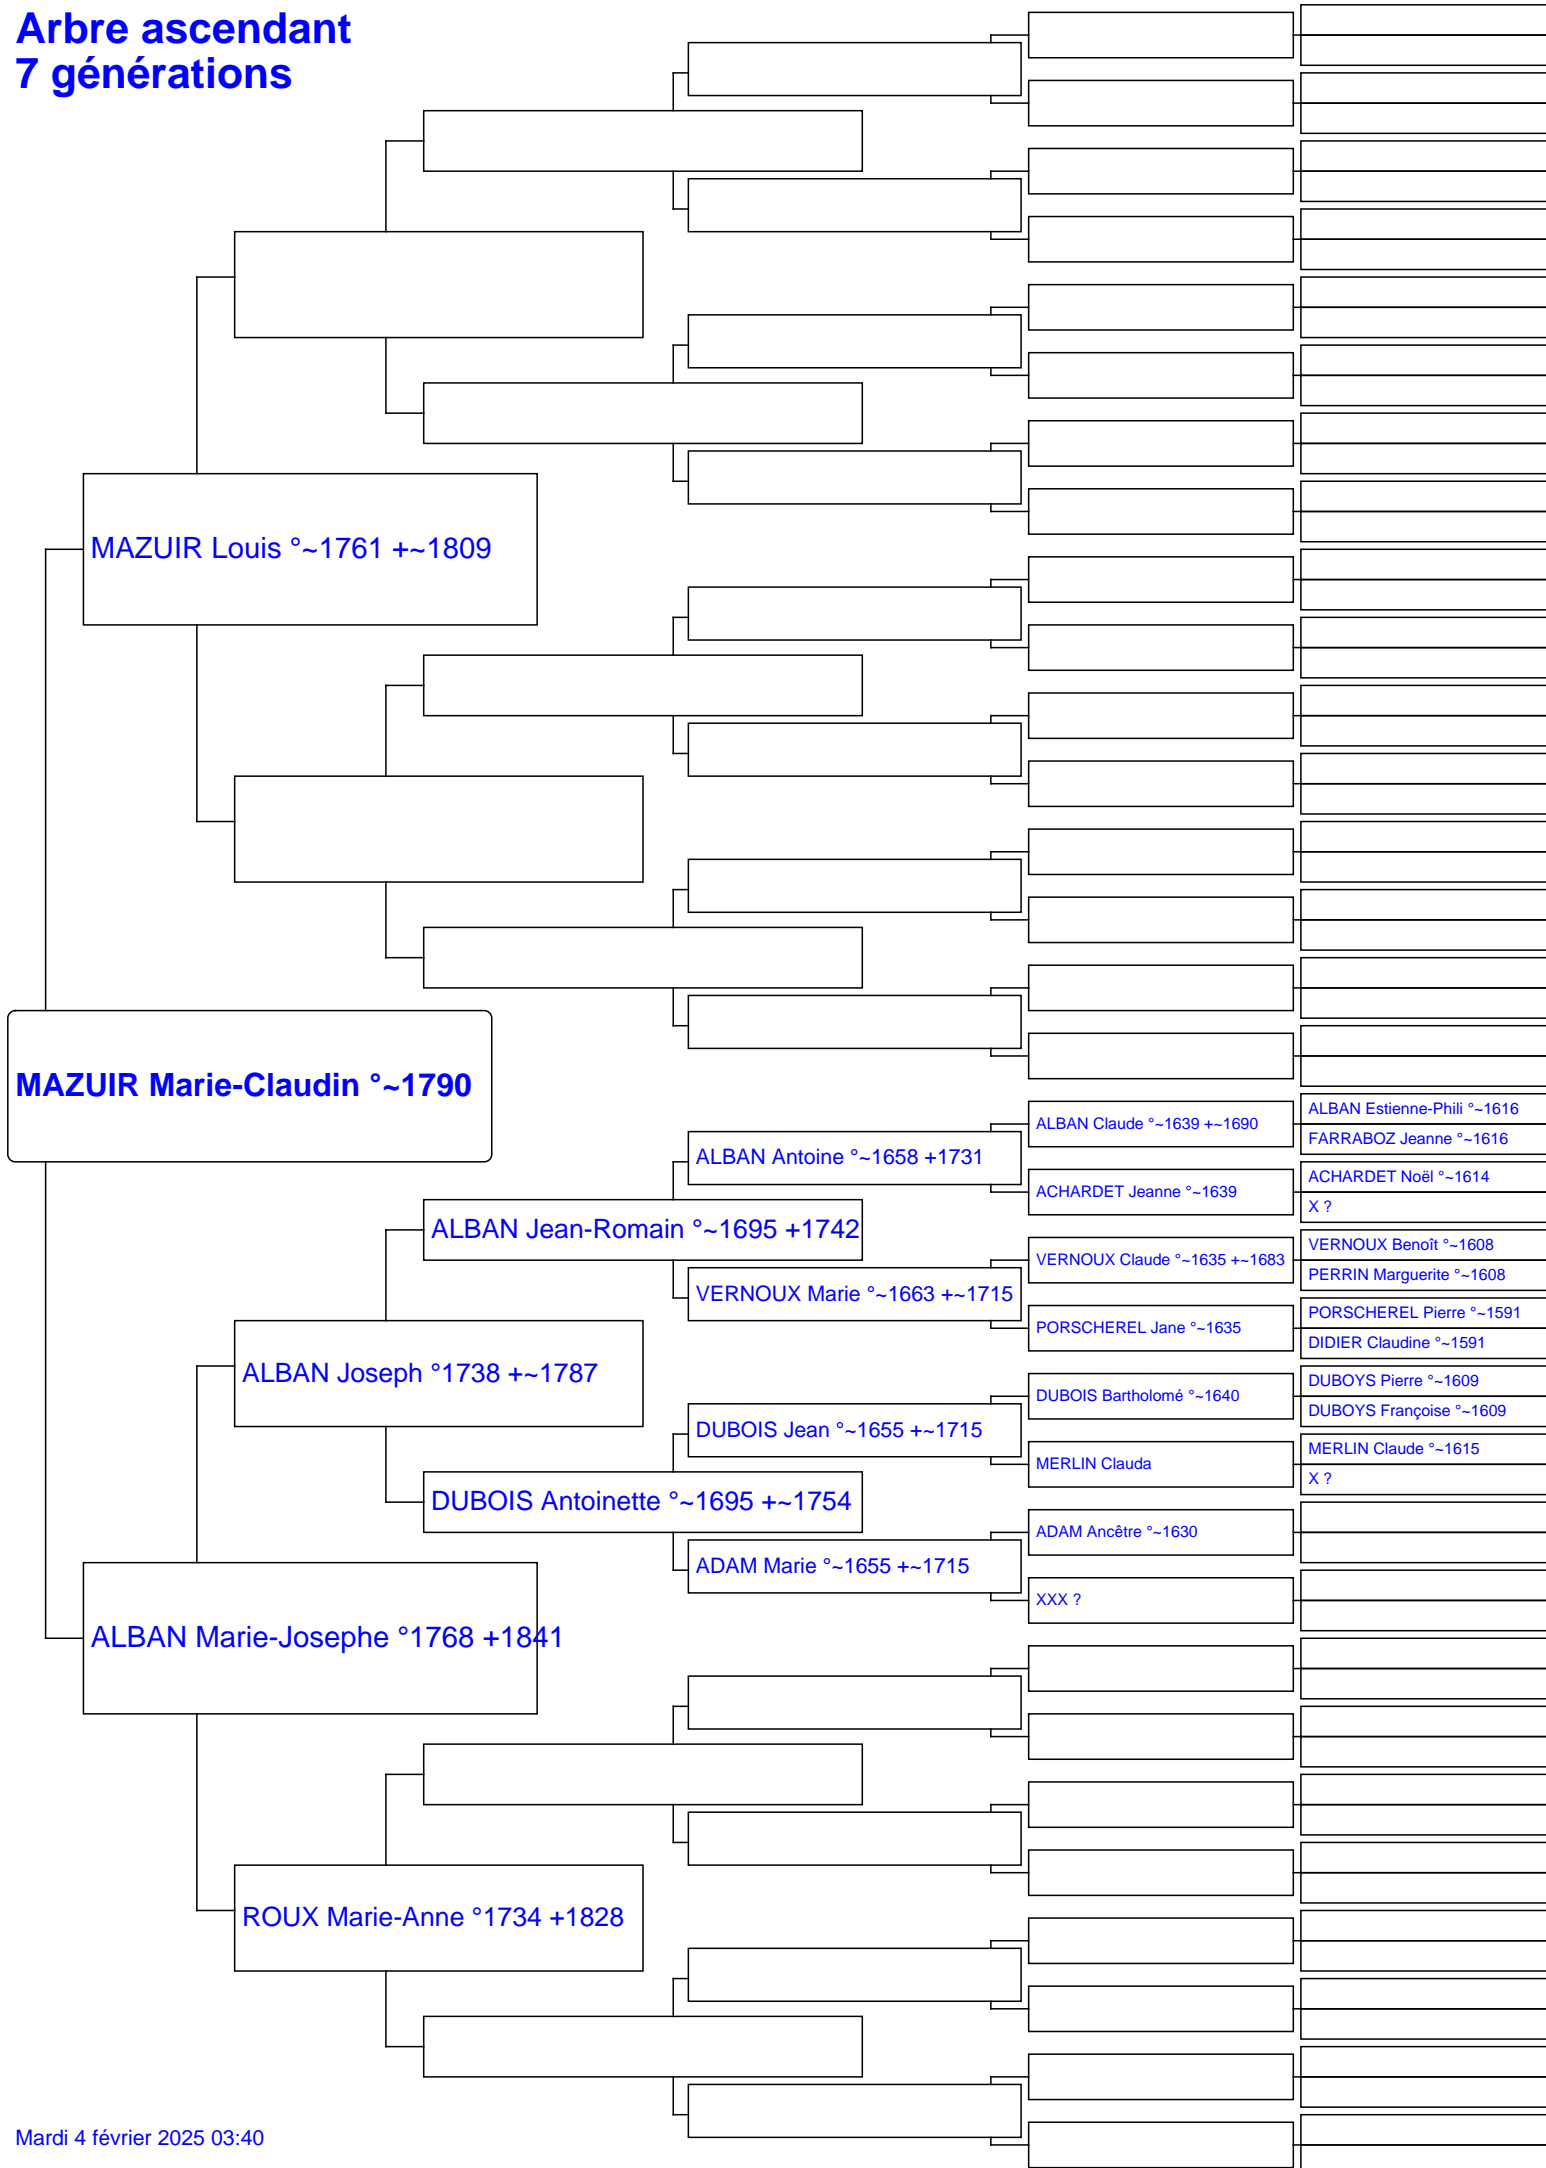 Arbre ascendant
7 générations
MAZUIR Louis °~1761 +~1809
MAZUIR Marie-Claudin °~1790
ALBAN Estienne-Phili °~1616
ALBAN Claude °~1639 +~1690
FARRABOZ Jeanne °~1616
ALBAN Antoine °~1658 +1731
ACHARDET Noël °~1614
ACHARDET Jeanne °~1639
X ?
ALBAN Jean-Romain °~1695 +1742
VERNOUX Benoît °~1608
VERNOUX Claude °~1635 +~1683
PERRIN Marguerite °~1608
VERNOUX Marie °~1663 +~1715
PORSCHEREL Pierre °~1591
PORSCHEREL Jane °~1635
DIDIER Claudine °~1591
ALBAN Joseph °1738 +~1787
DUBOYS Pierre °~1609
DUBOIS Bartholomé °~1640
DUBOYS Françoise °~1609
DUBOIS Jean °~1655 +~1715
MERLIN Claude °~1615
MERLIN Clauda
X ?
DUBOIS Antoinette °~1695 +~1754
ADAM Ancêtre °~1630
ADAM Marie °~1655 +~1715
XXX ?
ALBAN Marie-Josephe °1768 +1841
ROUX Marie-Anne °1734 +1828
Mardi 4 février 2025 03:40